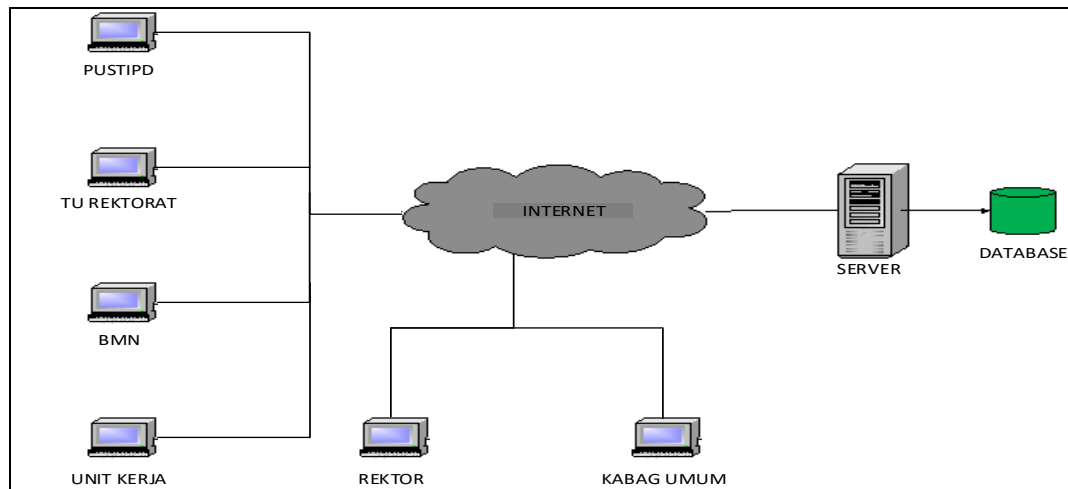 PUSTIPD
TU REKTORAT
INTERNET
SERVER
DATABASE
BMN
UNIT KERJA
REKTOR
KABAG UMUM